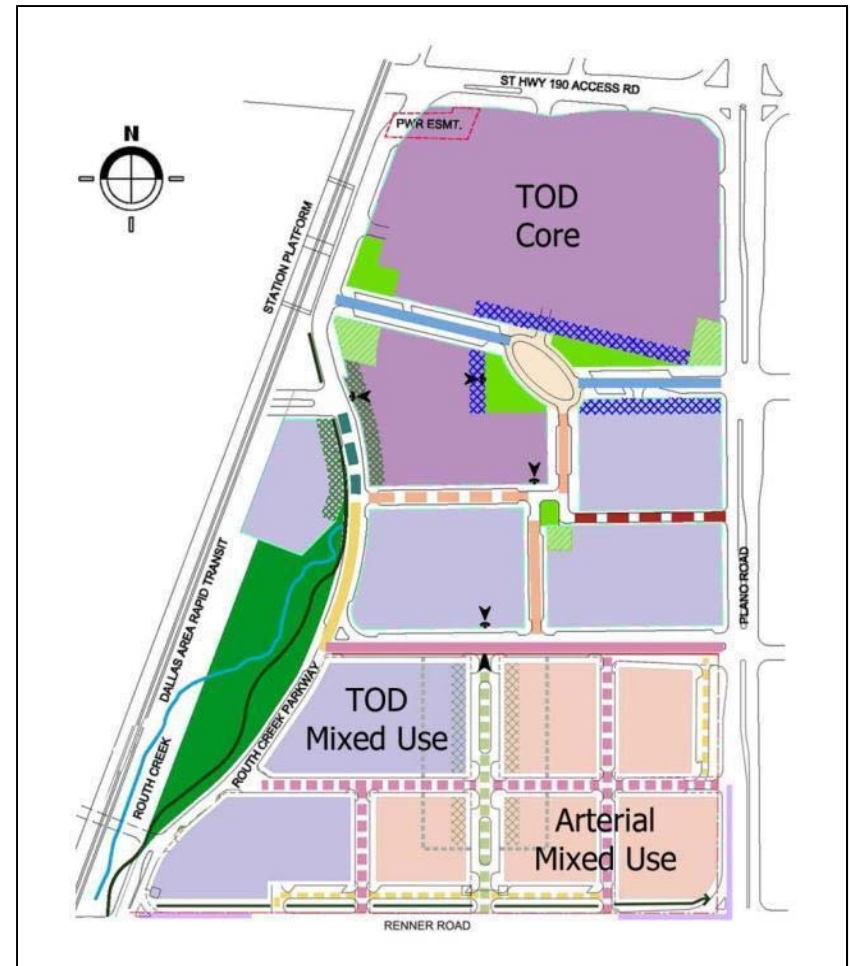 ST HWY 190 ACCESS RD
PWR ESMT.
N
TOD
Core
STATION PLATFORM
DALLAS AREA RAPID TRANSIT
PLANO ROAD
ROUTH CREEK PARKWAY
TOD
Mixed Use
ROUTH CREEK
Arterial
Mixed Use
RENNER ROAD